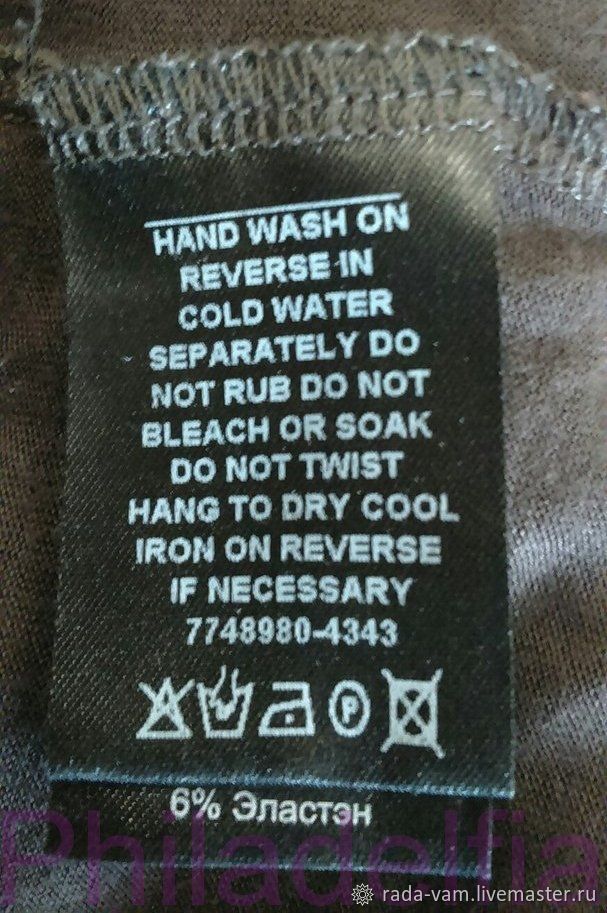 HAND WASH ON
REVERSE IN
COLD WATER
SEPARATELY DO
NOT RUB DO NOT
BLEACH OR SOAK
DO NOT TWIST
HANG TO DRY COOL
IRON ON REVERSE
IF NECESSARY
7748980-4343
P
6% Эластэн
Philadelfia
rada-vam.livemaster.ru